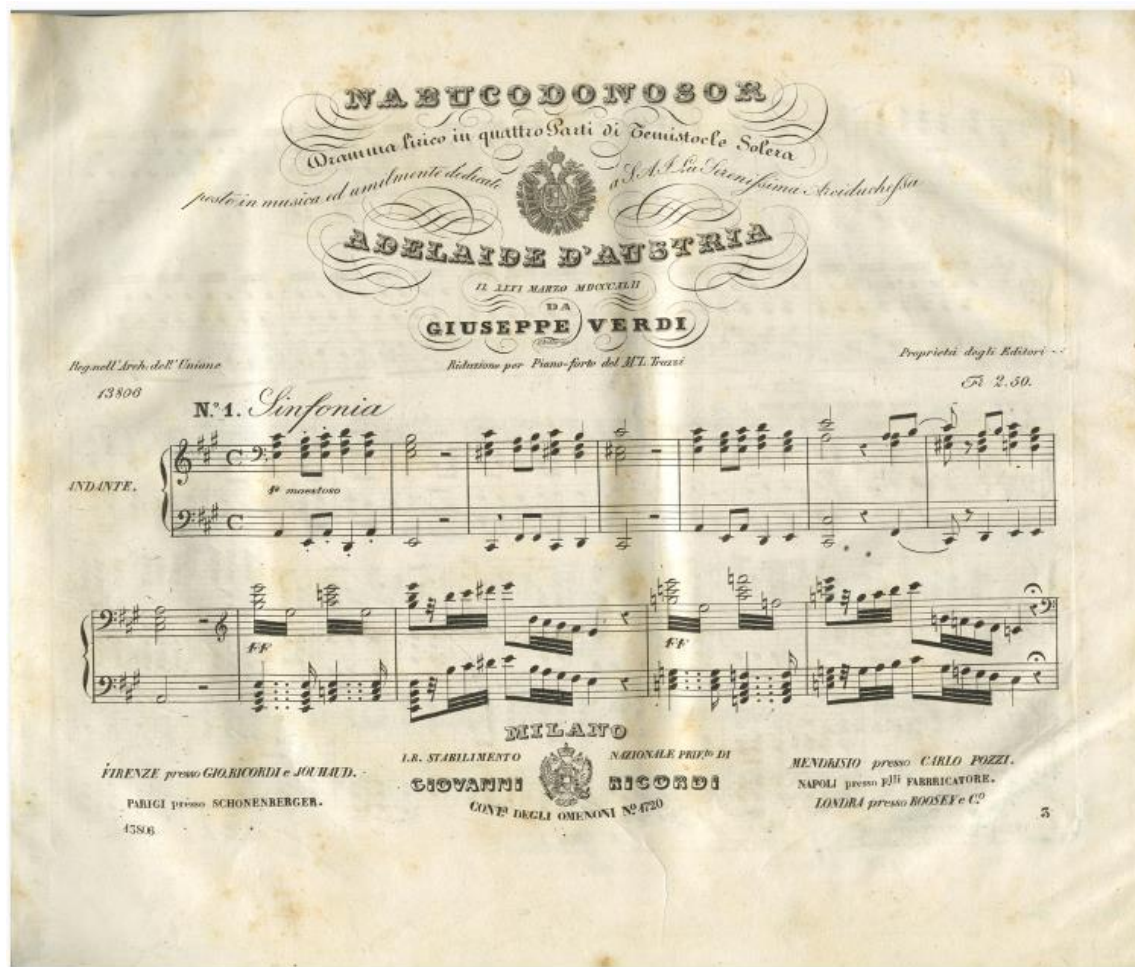 NABUCODONOSOR
Dramma lirico in quattro Parti di Temistocle Solera
posto in musica ed umilmente dedicato a S.A.I. La Serenissima Arciduchessa
ADELAIDE D'AUSTRIA
IL XXXI MARZO MDCCCXLII
DA
GIUSEPPE VERDI
Reg. nell'Arch. dell'Unione
Riduzione per Piano-forte del M.º L. Truzzi
Proprietà degli Editori
13806
Fr 2.50.
N.º 1. Sinfonia
ANDANTE.
maestoso
FF
FF
MILANO
I.R. STABILIMENTO NAZIONALE PRIV.to DI
GIOVANNI RICORDI
CONT.a DEGLI OMENONI N.º 1720
FIRENZE presso GIO. RICORDI e JOUHAUD.
PARIGI presso SCHONENBERGER.
MENDRISIO presso CARLO POZZI.
NAPOLI presso F.lli FABBRICATORE.
LONDRA presso BOOSEY e C.º
13806
3